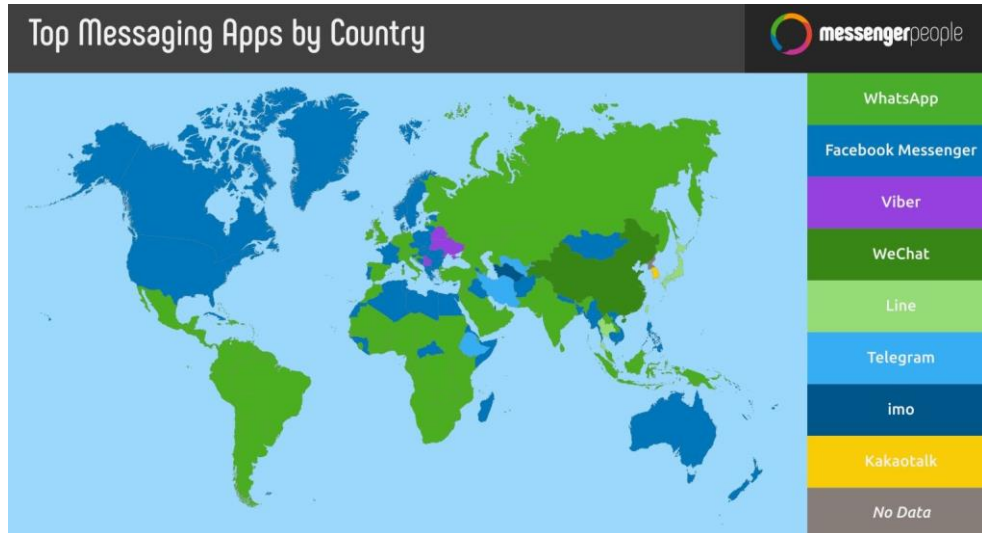 Top Messaging Apps by Country
messengerpeople
WhatsApp
Facebook Messenger
Viber
WeChat
Line
Telegram
imo
Kakaotalk
No Data